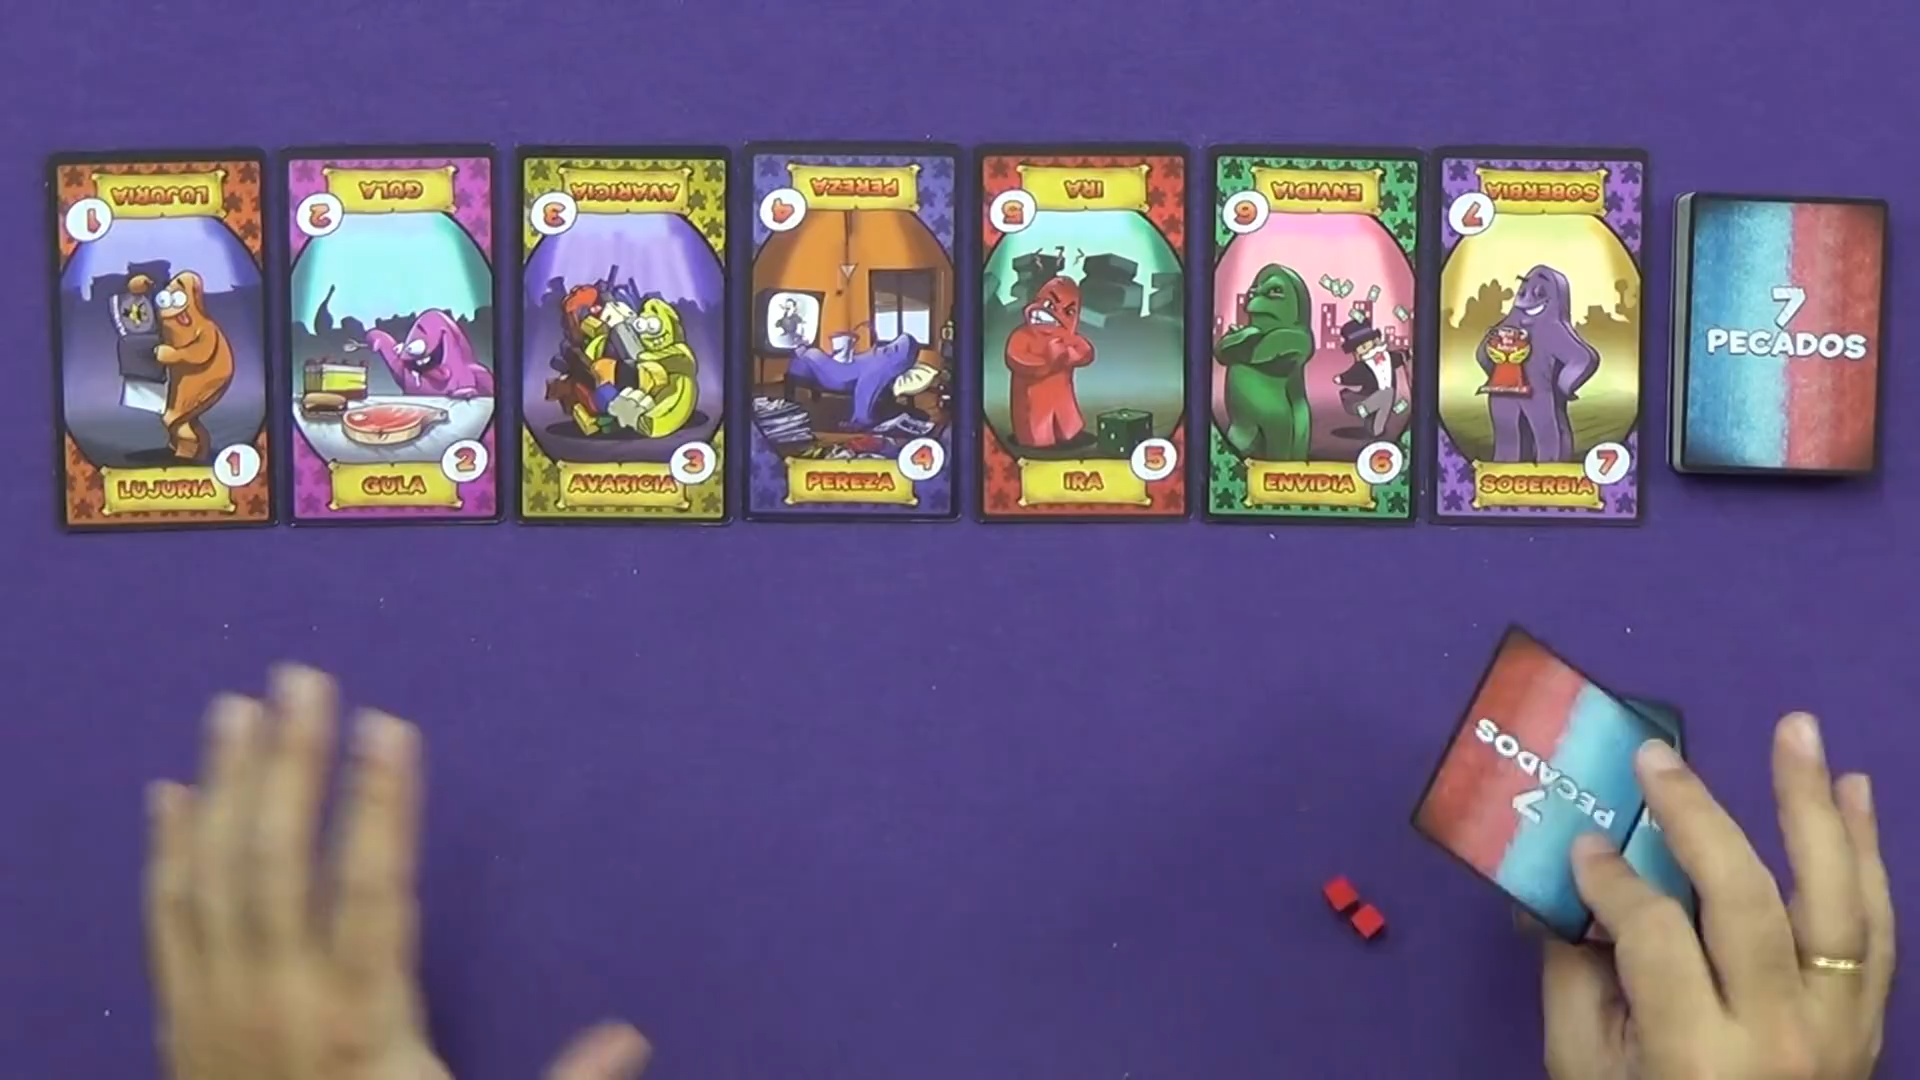 LUJURIA
1
1
LUJURIA
GULA
2
2
GULA
AVARICIA
3
3
AVARICIA
PEREZA
4
4
PEREZA
IRA
5
5
IRA
ENVIDIA
6
6
ENVIDIA
SOBERBIA
7
7
SOBERBIA
7
PECADOS
7
PECADOS